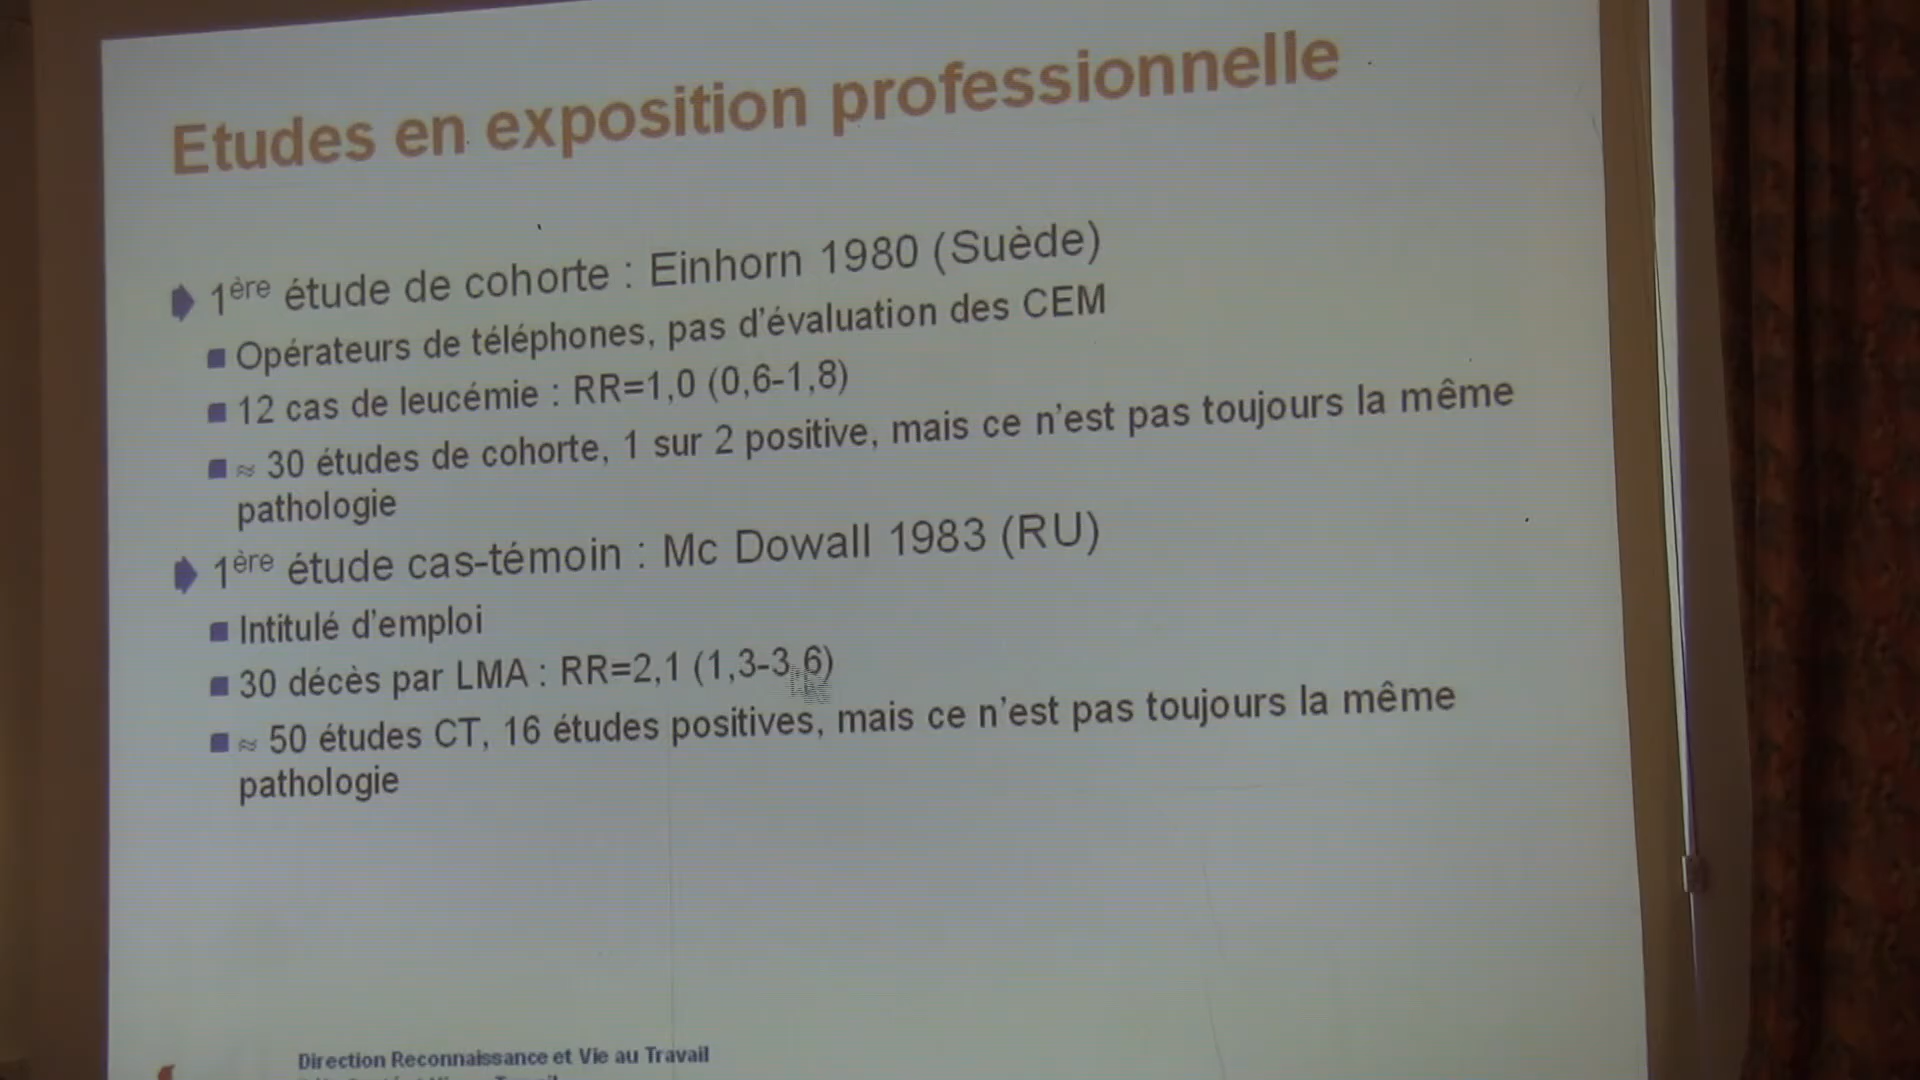 Etudes en exposition professionnelle
1ère étude de cohorte : Einhorn 1980 (Suède)
Opérateurs de téléphones, pas d'évaluation des CEM
12 cas de leucémie : RR=1,0 (0,6-1,8)
≈ 30 études de cohorte, 1 sur 2 positive, mais ce n'est pas toujours la même
pathologie
1ère étude cas-témoin : Mc Dowall 1983 (RU)
Intitulé d'emploi
30 décès par LMA : RR=2,1 (1,3-3,6)
≈ 50 études CT, 16 études positives, mais ce n'est pas toujours la même
pathologie
Direction Reconnaissance et Vie au Travail